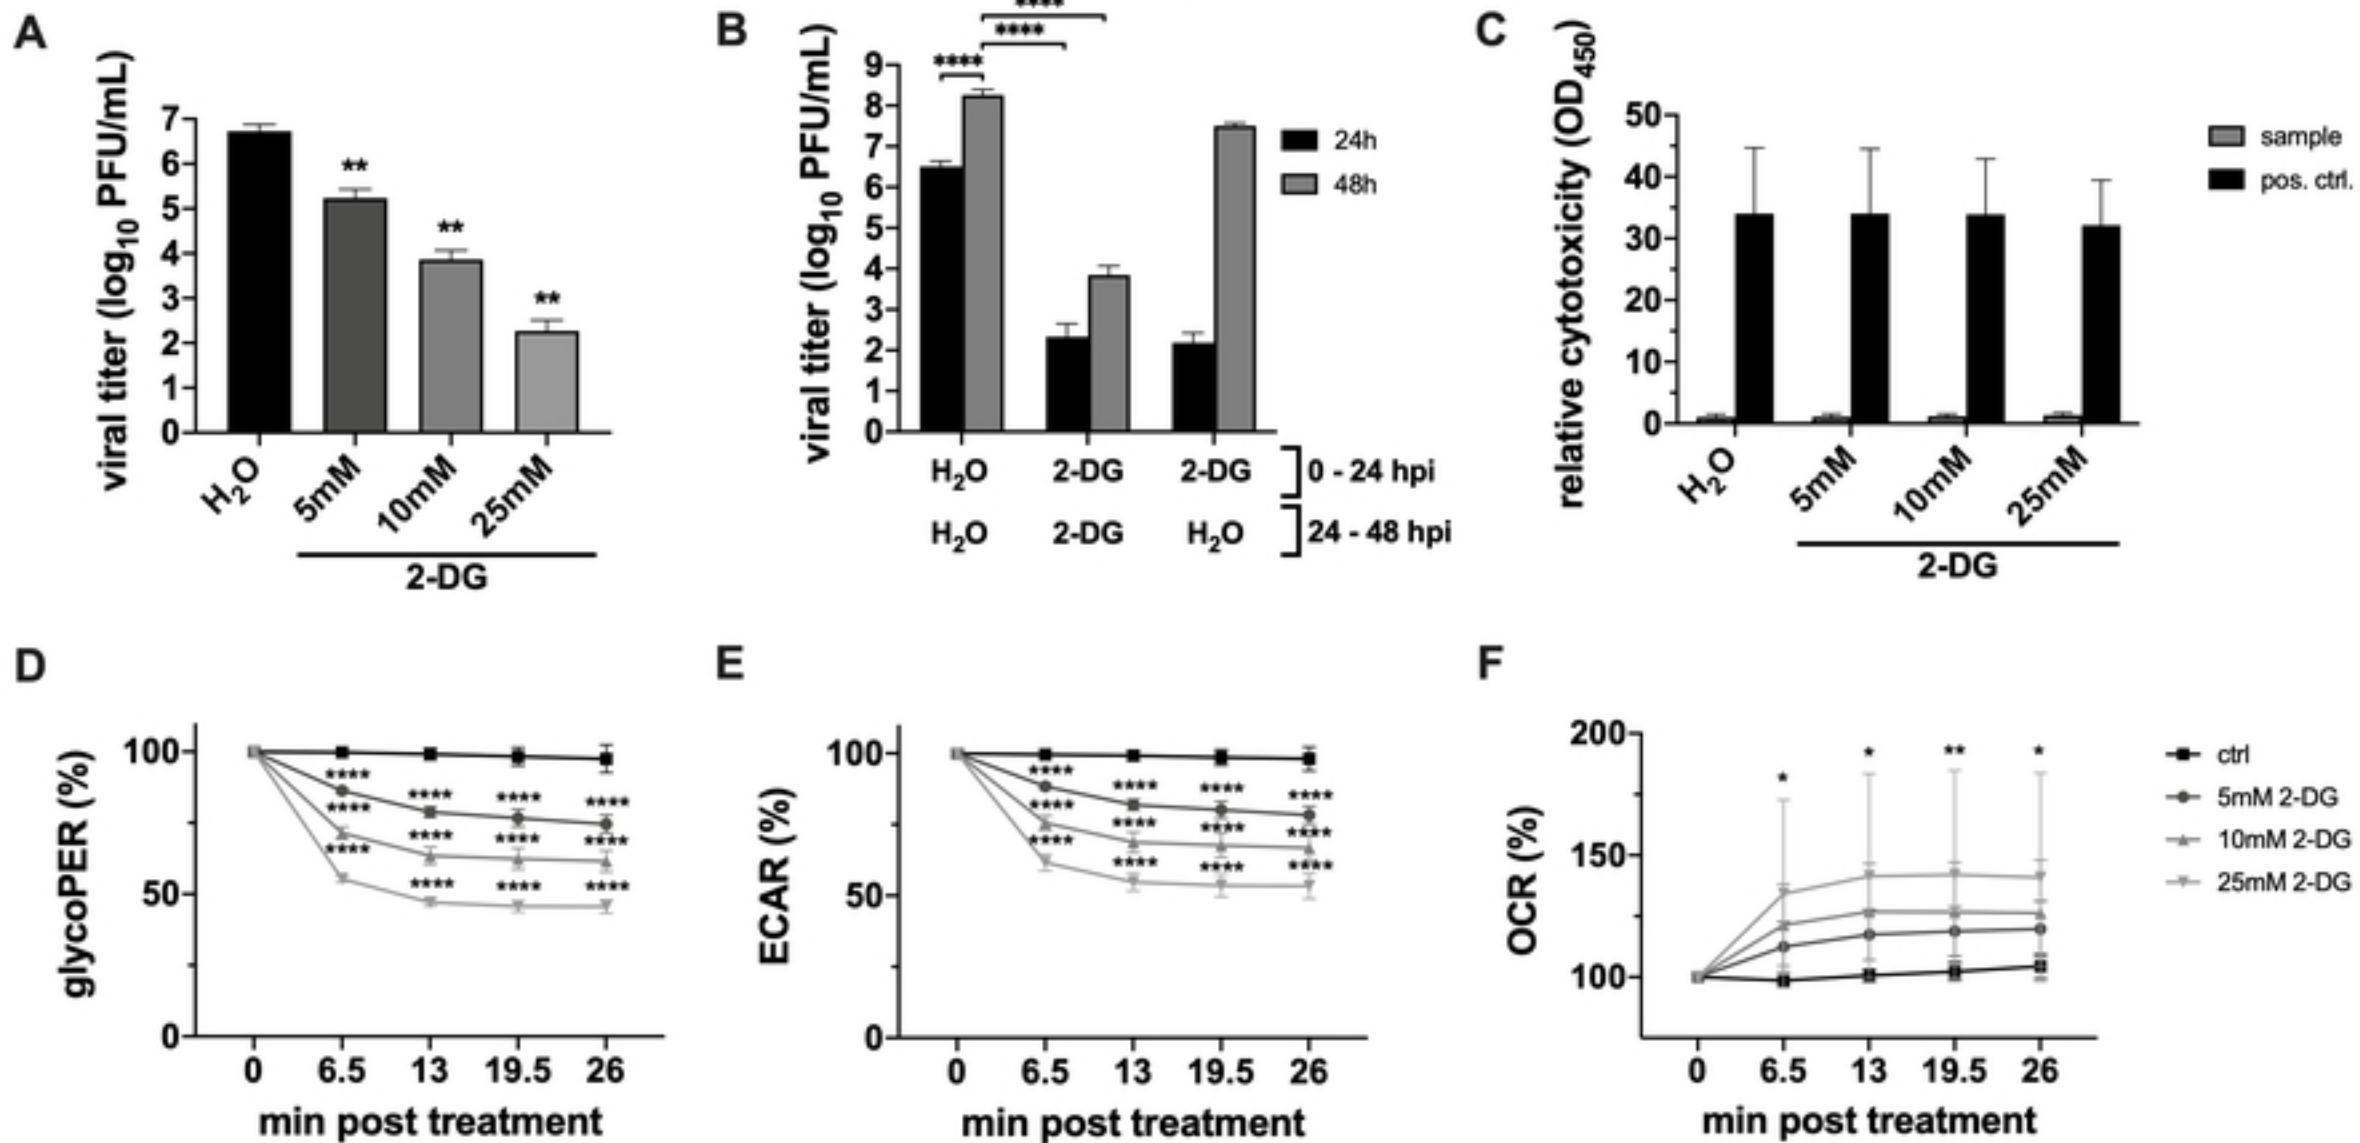 A
viral titer (log10 PFU/mL)
7
6
5
4
3
2
1
0
**
**
**
H2O
5mM
10mM
25mM
2-DG
B
viral titer (log10 PFU/mL)
9
8
7
6
5
4
3
2
1
0
****
****
****
24h
48h
H2O 2-DG 2-DG 0 - 24 hpi
H2O 2-DG H2O 24 - 48 hpi
C
relative cytotoxicity (OD450)
50
40
30
20
10
0
sample
pos. ctrl.
H2O
5mM
10mM
25mM
2-DG
D
glycoPER (%)
100
50
0
**** **** **** ****
**** **** **** ****
**** **** **** ****
0 6.5 13 19.5 26
min post treatment
E
ECAR (%)
100
50
0
**** **** **** ****
**** **** **** ****
**** **** **** ****
0 6.5 13 19.5 26
min post treatment
F
OCR (%)
200
150
100
* * ** *
ctrl
5mM 2-DG
10mM 2-DG
25mM 2-DG
0 6.5 13 19.5 26
min post treatment